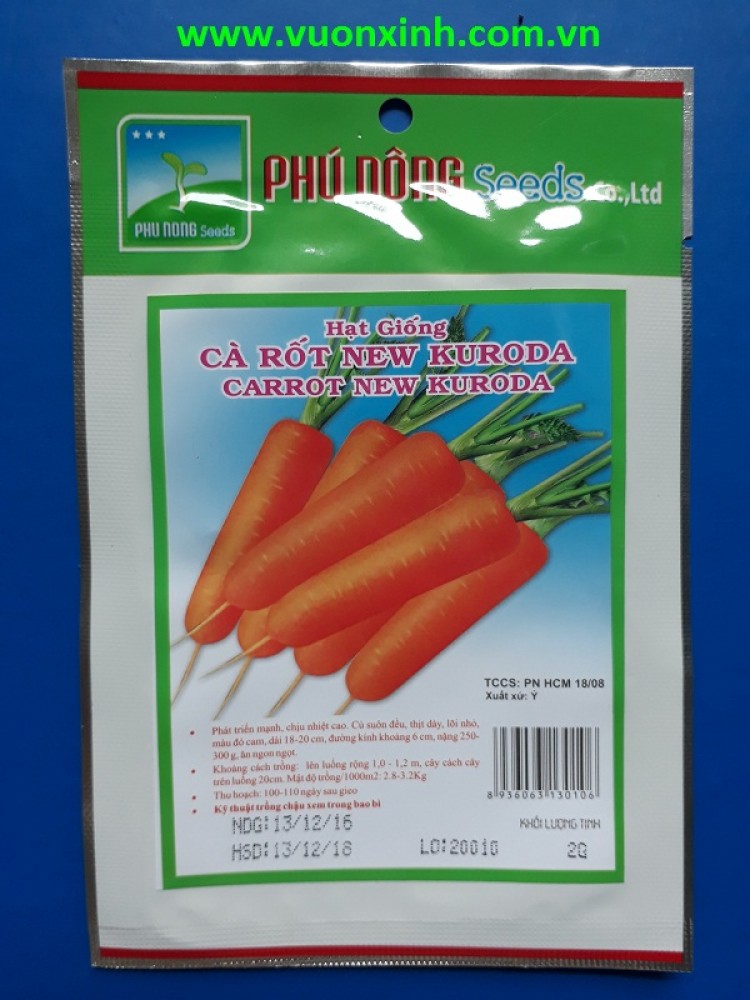 www.vuonxinh.com.vn
PHÚ NÔNG Seeds Co.,Ltd
PHU NONG Seeds
Hạt Giống
CÀ RỐT NEW KURODA
CARROT NEW KURODA
TCCS: PN HCM 18/08
Xuất xứ: Ý
• Phát triển mạnh, chịu nhiệt cao. Củ suôn đều, thịt dày, lõi nhỏ,
màu đỏ cam, dài 18-20 cm, đường kính khoảng 6 cm, nặng 250-
300 g, ăn ngon ngọt.
• Khoảng cách trồng: lên luống rộng 1,0 - 1,2 m, cây cách cây
trên luống 20cm. Mật độ trồng/1000m2: 2.8-3.2Kg
• Thu hoạch: 100-110 ngày sau gieo
• Kỹ thuật trồng chậu xem trong bao bì
8 936063 130106
NDG: 13/12/16
KHỐI LƯỢNG TỊNH
HSD: 13/12/18 LO: 20010 2G